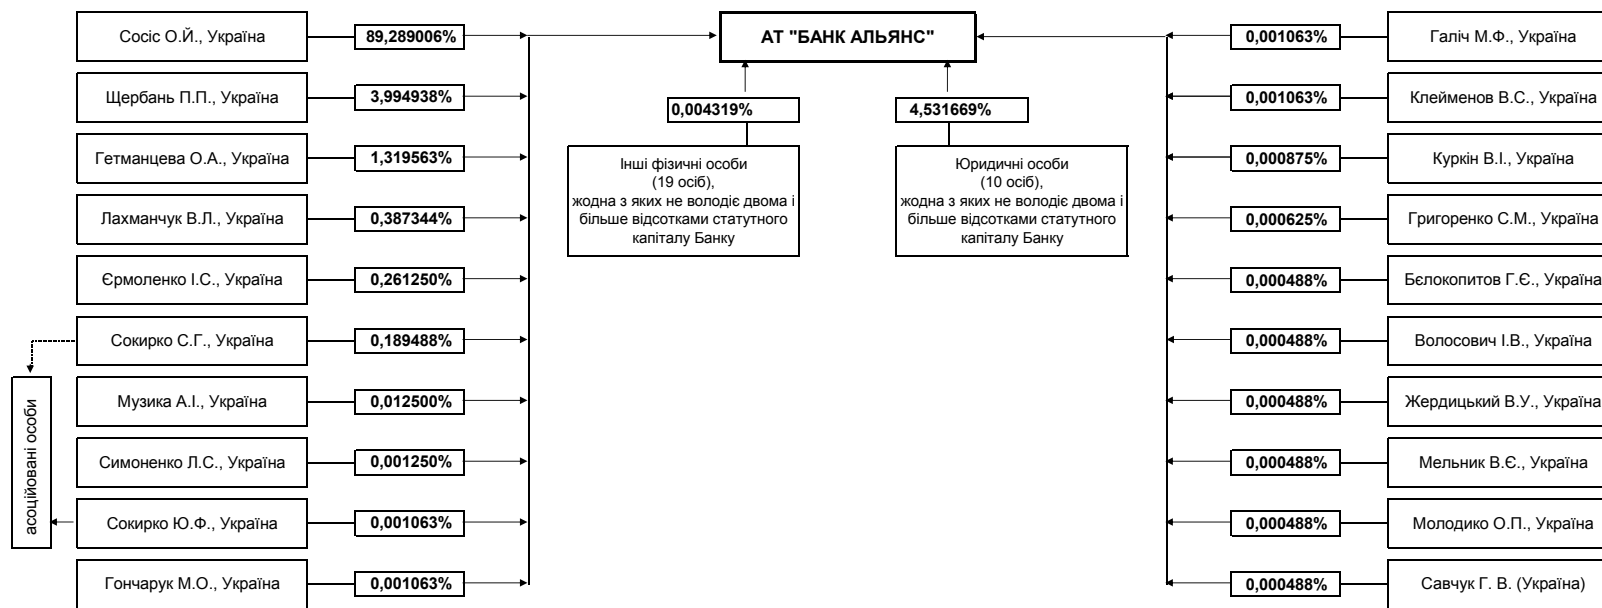 Сосіс О.Й., Україна
89,289006%
АТ "БАНК АЛЬЯНС"
0,001063%
Галіч М.Ф., Україна
Щербань П.П., Україна
3,994938%
0,004319%
4,531669%
0,001063%
Клейменов В.С., Україна
Гетманцева О.А., Україна
1,319563%
Інші фізичні особи
(19 осіб),
жодна з яких не володіє двома і
більше відсотками статутного
капіталу Банку
Юридичні особи
(10 осіб),
жодна з яких не володіє двома і
більше відсотками статутного
капіталу Банку
0,000875%
Куркін В.І., Україна
Лахманчук В.Л., Україна
0,387344%
0,000625%
Григоренко С.М., Україна
Єрмоленко І.С., Україна
0,261250%
0,000488%
Бєлокопитов Г.Є., Україна
Сокирко С.Г., Україна
0,189488%
0,000488%
Волосович І.В., Україна
асоційовані особи
Музика А.І., Україна
0,012500%
0,000488%
Жердицький В.У., Україна
Симоненко Л.С., Україна
0,001250%
0,000488%
Мельник В.Є., Україна
Сокирко Ю.Ф., Україна
0,001063%
0,000488%
Молодико О.П., Україна
Гончарук М.О., Україна
0,001063%
0,000488%
Савчук Г. В. (Україна)